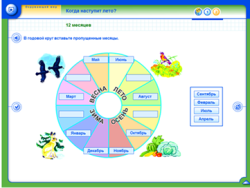 Когда наступит лето?
12 месяцев
В годовой круг вставьте пропущенные месяцы.
Май
Июнь
Март
Август
Январь
Октябрь
Декабрь
Ноябрь
ВЕСНА
ЛЕТО
ЗИМА
ОСЕНЬ
Сентябрь
Февраль
Июль
Апрель